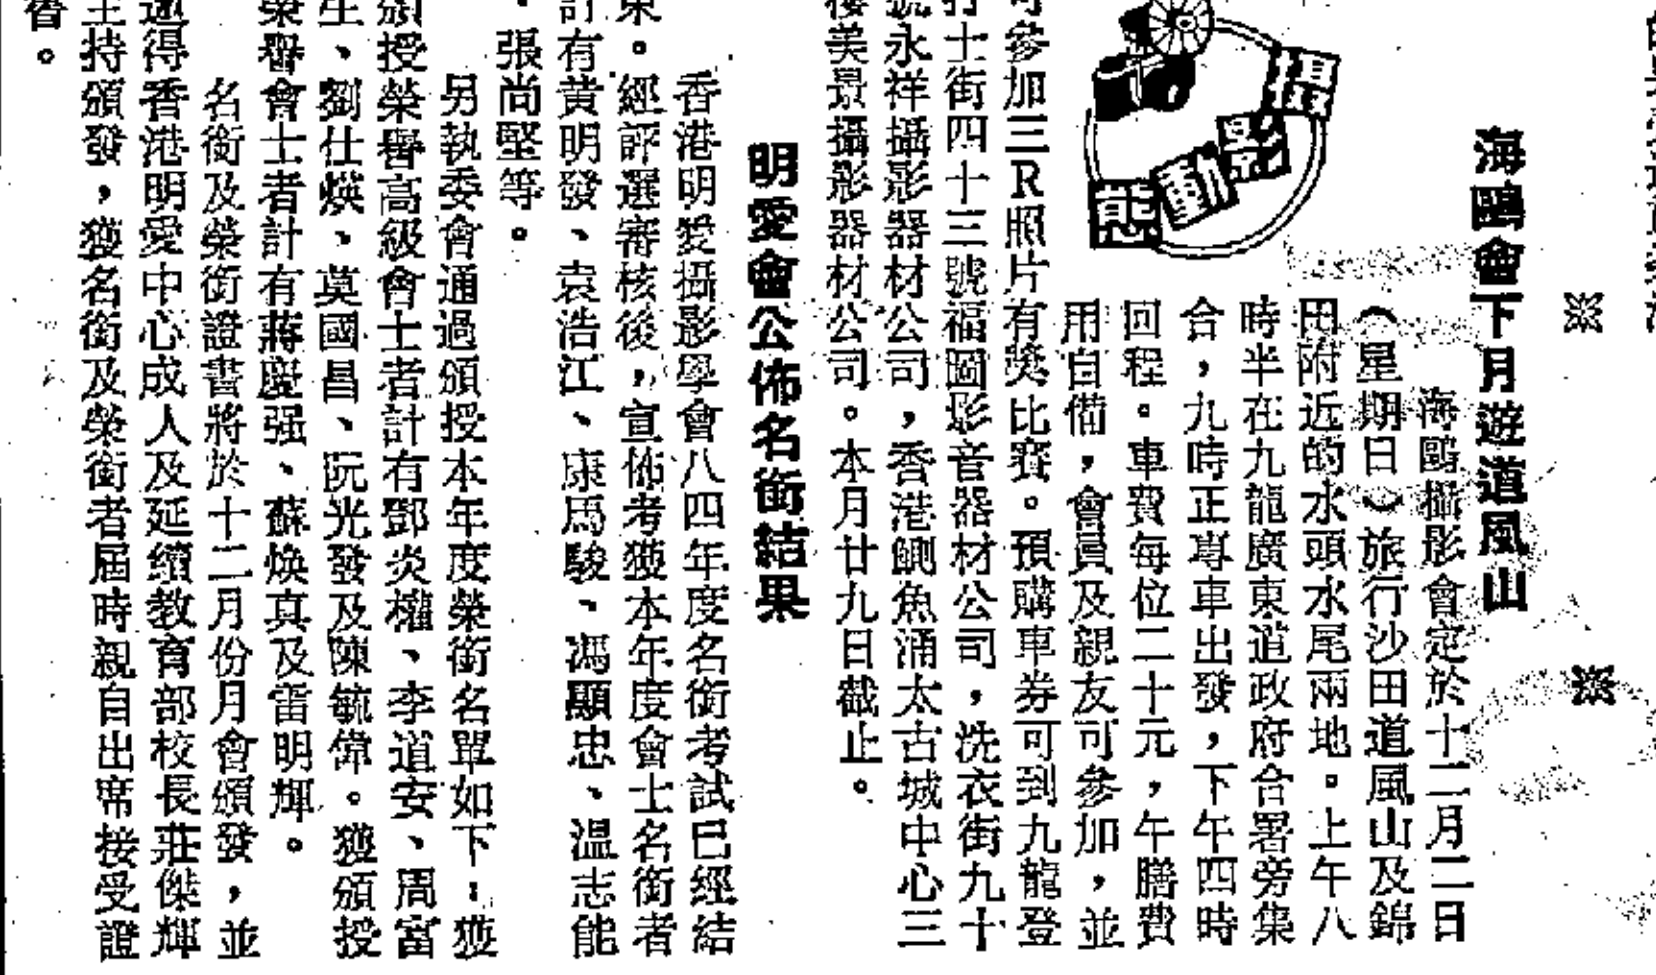 海鷗會下月遊道風山
海鷗攝影會定於十二月二日
（星期日）旅行沙田道風山及錦
田附近的水頭水尾兩地。上午八
時半在九龍廣東道政府合署旁集
合，九時正專車出發，下午四時
回程。車費每位二十元，午膳費
用自備，會員及親友可參加，並
可參加三R照片有獎比賽。預購車券可到九龍登
打士街四十三號福圖影音器材公司，洗衣街九十
號永祥攝影器材公司，香港鰂魚涌太古城中心三
樓美景攝影器材公司。本月廿九日截止。
攝影動態
明愛會公佈名銜結果
香港明愛攝影學會八四年度名銜考試已經結
束。經評選審核後，宣佈考獲本年度會士名銜者
計有黃明發、袁浩江、康馬駿、馮顯忠、溫志能
、張尚堅等。
另執委會通過頒授本年度榮銜名單如下：獲
頒授榮譽高級會士者計有鄧炎權、李道安、周富
生、劉仕煐、莫國昌、阮光發及陳毓偉。獲頒授
榮譽會士者計有蔣慶强、蘇煥真及雷明輝。
名銜及榮銜證書將於十二月份月會頒發，並
邀得香港明愛中心成人及延續教育部校長莊傑輝
主持頒發，獲名銜及榮銜者屆時親自出席接受證
書。